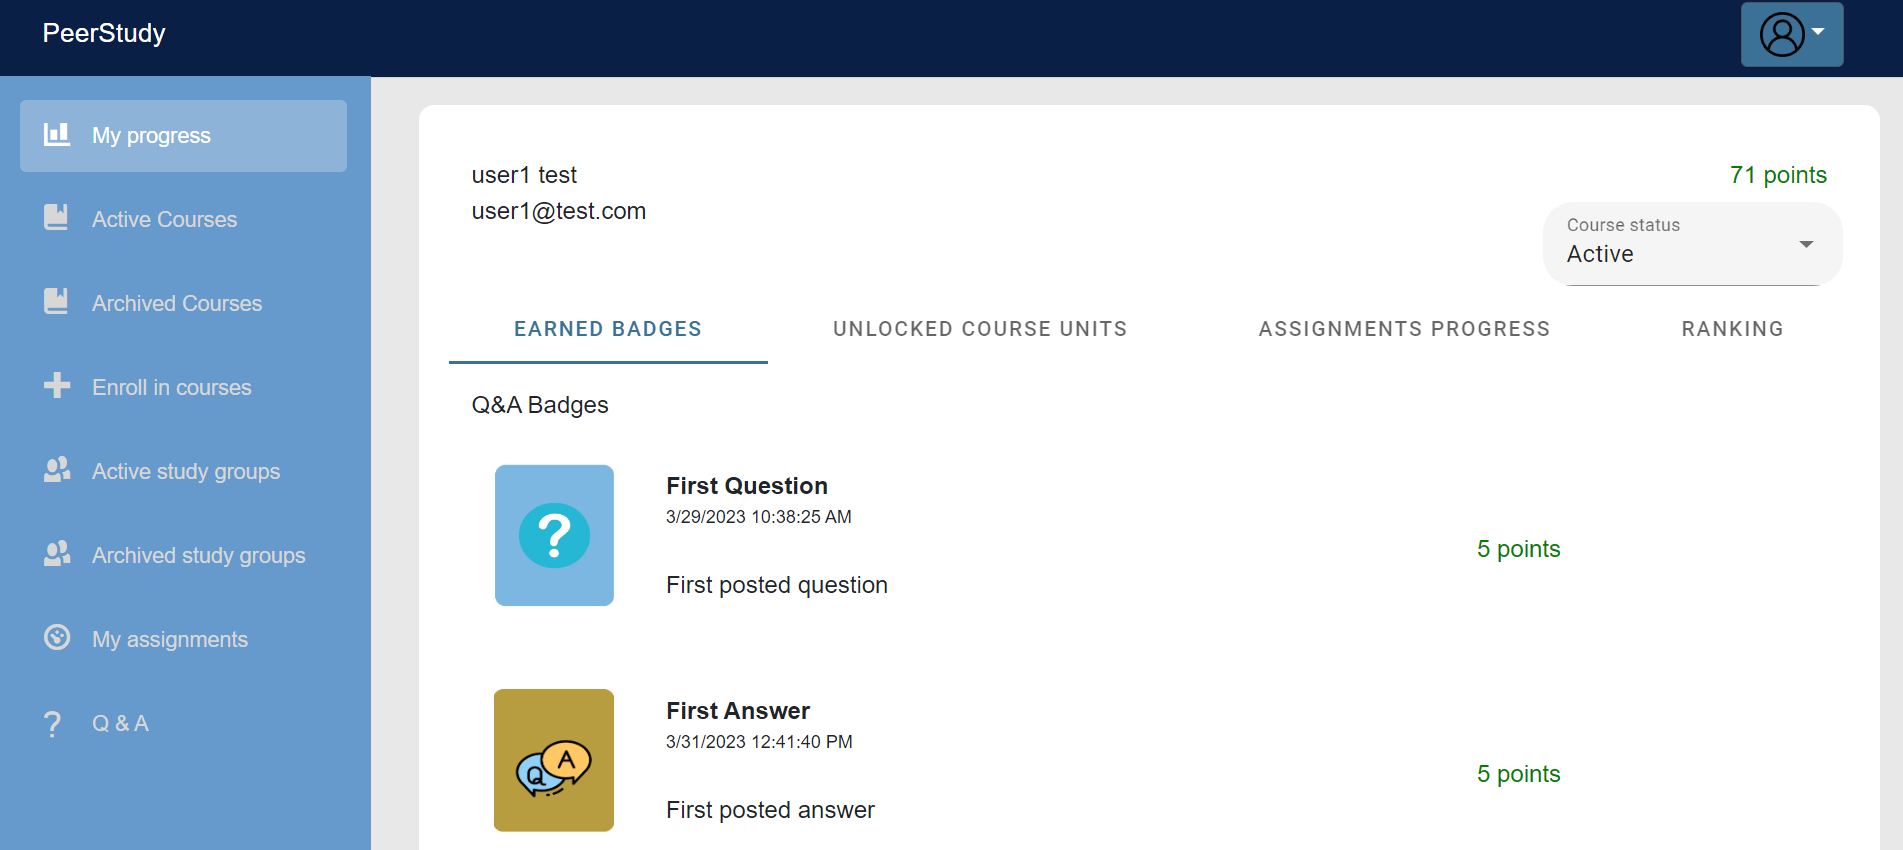 PeerStudy
My progress
Active Courses
Archived Courses
Enroll in courses
Active study groups
Archived study groups
My assignments
Q & A
user1 test
71 points
user1@test.com
Course status
Active
EARNED BADGES
UNLOCKED COURSE UNITS
ASSIGNMENTS PROGRESS
RANKING
Q&A Badges
?
First Question
3/29/2023 10:38:25 AM
5 points
First posted question
Q A
First Answer
3/31/2023 12:41:40 PM
5 points
First posted answer